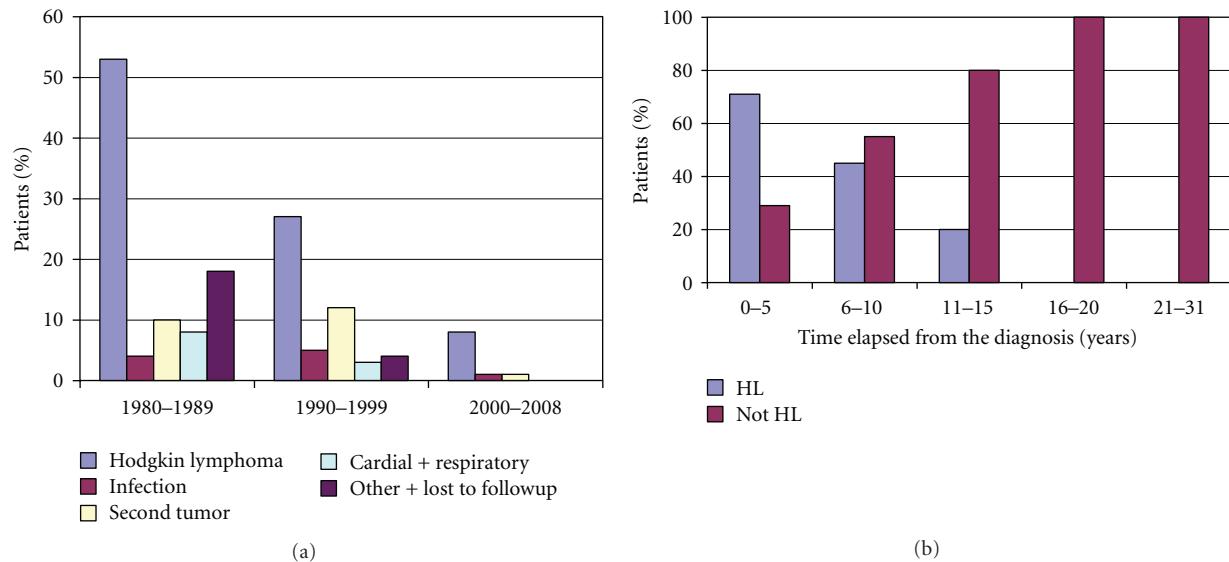 60
50
40
30
20
10
0
Patients (%)
1980–1989 1990–1999 2000–2008
Hodgkin lymphoma
Infection
Second tumor
Cardial + respiratory
Other + lost to followup
(a)
100
80
60
40
20
0
Patients (%)
0–5 6–10 11–15 16–20 21–31
Time elapsed from the diagnosis (years)
HL
Not HL
(b)